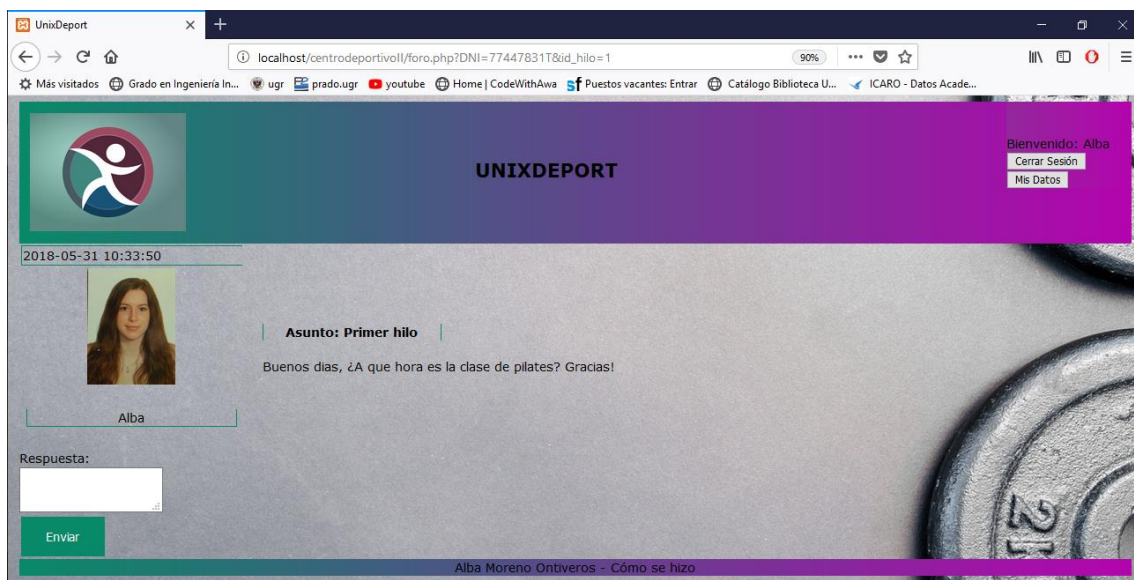 UnixDeport
localhost/centrodeportivoII/foro.php?DNI=77447831T&id_hilo=1
90%
Más visitados Grado en Ingeniería In... ugr prado.ugr youtube Home | CodeWithAwa Puestos vacantes: Entrar Catálogo Biblioteca U... ICARO - Datos Acade...
UNIXDEPORT
Bienvenido: Alba
Cerrar Sesión
Mis Datos
2018-05-31 10:33:50
Asunto: Primer hilo
Buenos dias, ¿A que hora es la clase de pilates? Gracias!
Alba
Respuesta:
Enviar
Alba Moreno Ontiveros - Cómo se hizo